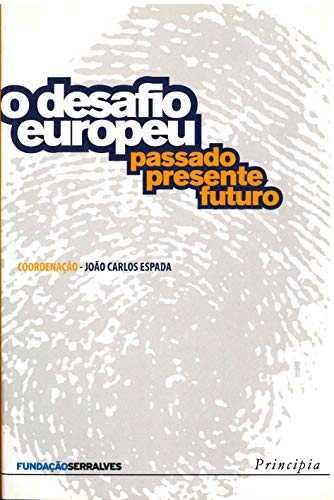 o desafio
europeu
passado
presente
futuro
COORDENAÇÃO - JOÃO CARLOS ESPADA
FUNDAÇÃOSERRALVES
Principia